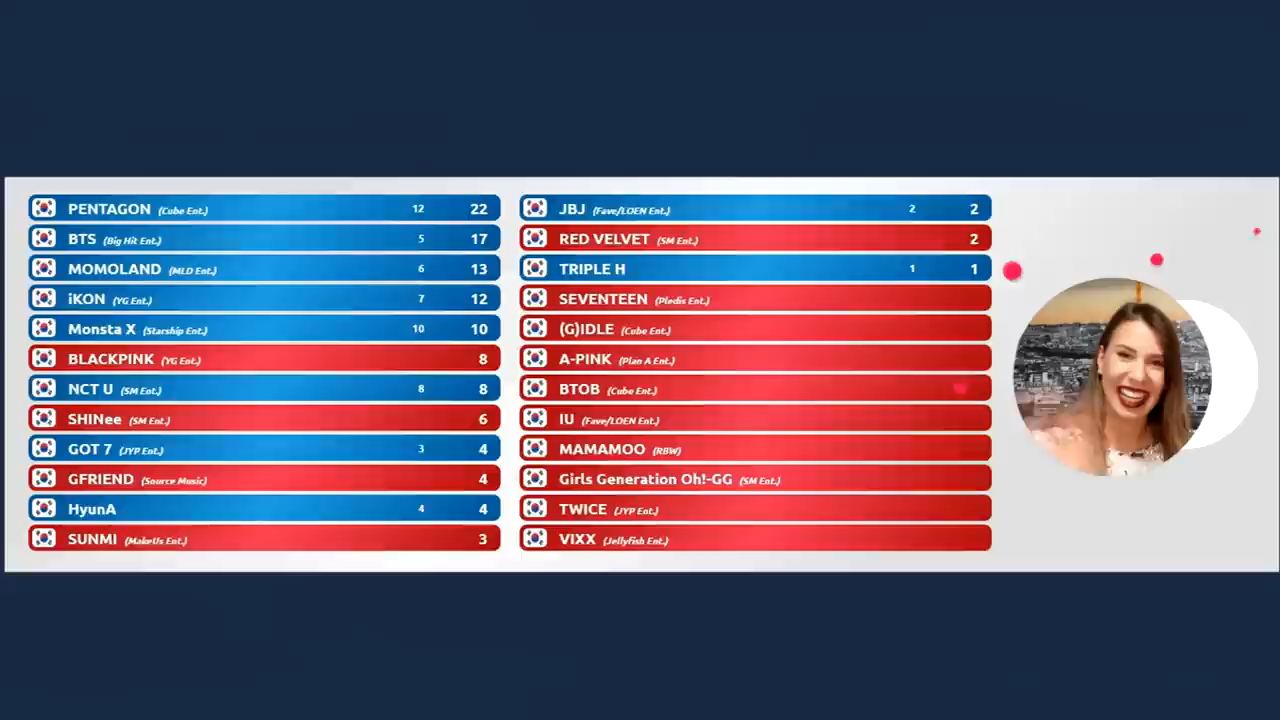 PENTAGON (Cube Ent.) 12 22
BTS (Big Hit Ent.) 5 17
MOMOLAND (MLD Ent.) 6 13
iKON (YG Ent.) 7 12
Monsta X (Starship Ent.) 10 10
BLACKPINK (YG Ent.) 8
NCT U (SM Ent.) 8 8
SHINee (SM Ent.) 6
GOT 7 (JYP Ent.) 3 4
GFRIEND (Source Music) 4
HyunA 4 4
SUNMI (MakeUs Ent.) 3
JBJ (Fave/LOEN Ent.) 2 2
RED VELVET (SM Ent.) 2
TRIPLE H 1 1
SEVENTEEN (Pledis Ent.)
(G)IDLE (Cube Ent.)
A-PINK (Plan A Ent.)
BTOB (Cube Ent.)
IU (Fave/LOEN Ent.)
MAMAMOO (RBW)
Girls Generation Oh!-GG (SM Ent.)
TWICE (JYP Ent.)
VIXX (Jellyfish Ent.)